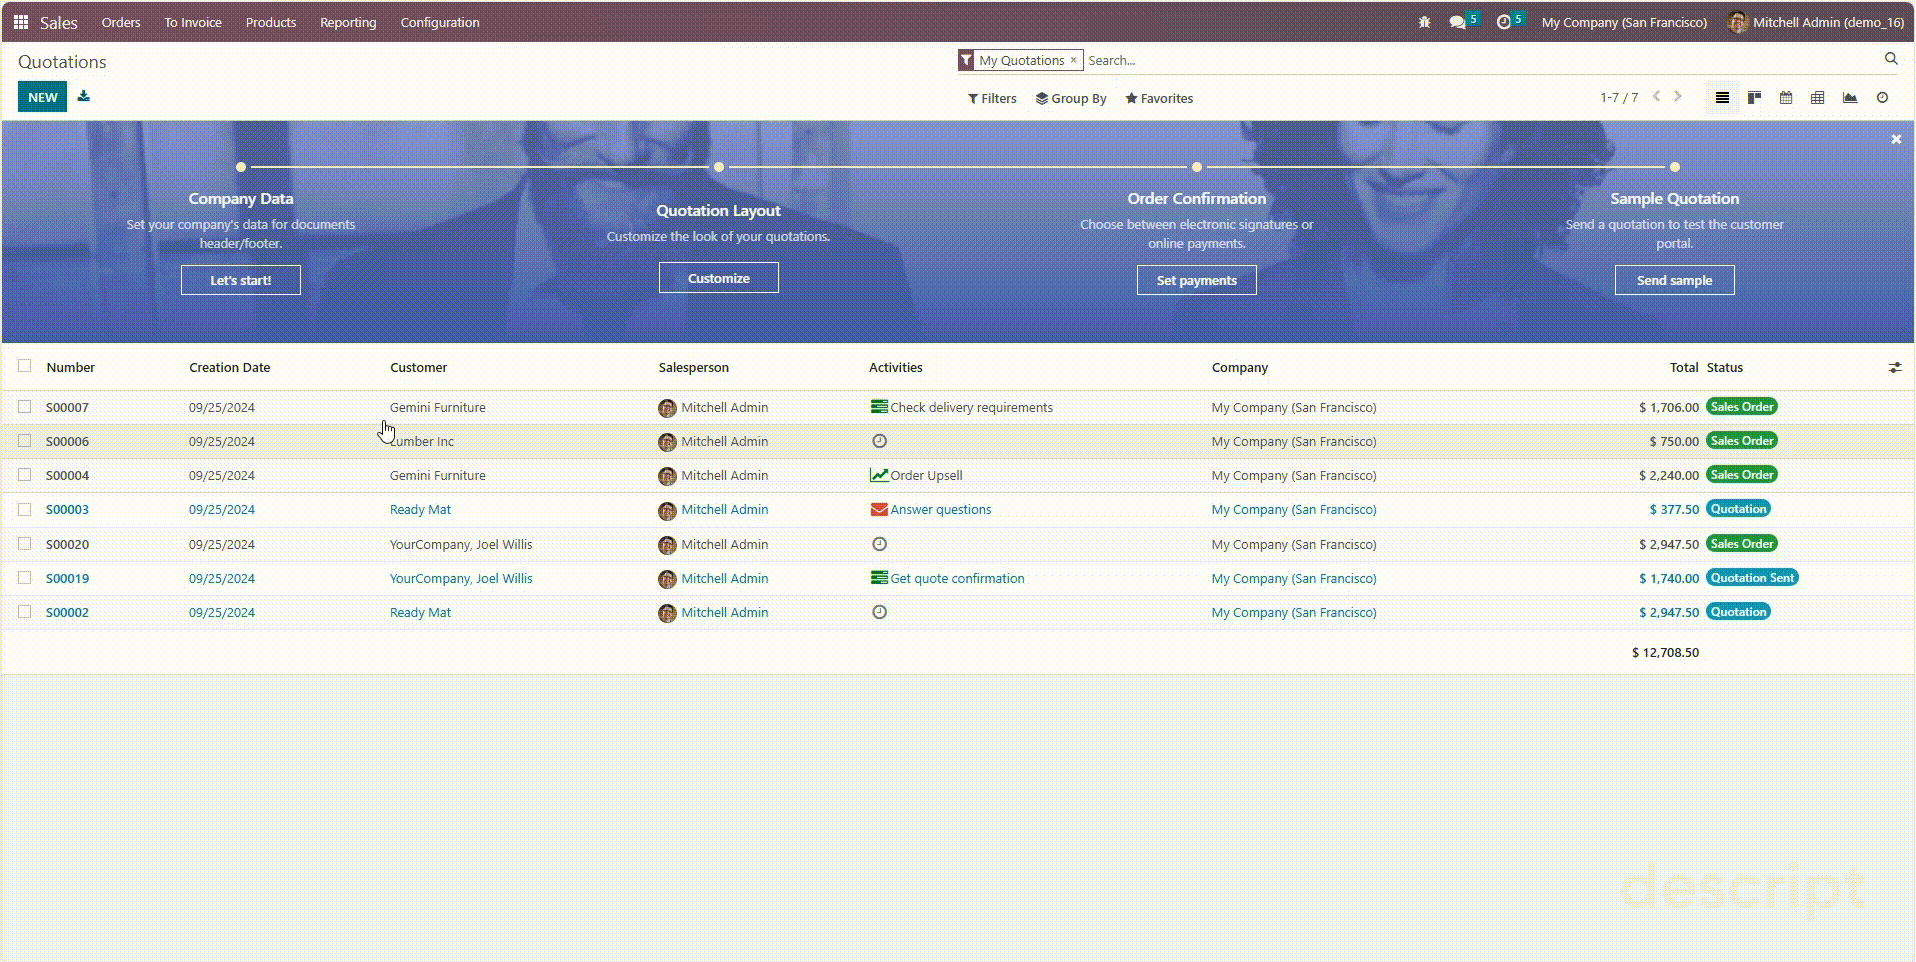 Sales Orders To Invoice Products Reporting Configuration 5 5 My Company (San Francisco) Mitchell Admin (demo_16)
Quotations My Quotations × Search...
NEW Filters Group By Favorites 1-7 / 7
Company Data Quotation Layout Order Confirmation Sample Quotation
Set your company's data for documents Customize the look of your quotations. Choose between electronic signatures or Send a quotation to test the customer
header/footer. online payments. portal.
Let's start! Customize Set payments Send sample
Number Creation Date Customer Salesperson Activities Company Total Status
S00007 09/25/2024 Gemini Furniture Mitchell Admin Check delivery requirements My Company (San Francisco) $ 1,706.00 Sales Order
S00006 09/25/2024 Lumber Inc Mitchell Admin My Company (San Francisco) $ 750.00 Sales Order
S00004 09/25/2024 Gemini Furniture Mitchell Admin Order Upsell My Company (San Francisco) $ 2,240.00 Sales Order
S00003 09/25/2024 Ready Mat Mitchell Admin Answer questions My Company (San Francisco) $ 377.50 Quotation
S00020 09/25/2024 YourCompany, Joel Willis Mitchell Admin My Company (San Francisco) $ 2,947.50 Sales Order
S00019 09/25/2024 YourCompany, Joel Willis Mitchell Admin Get quote confirmation My Company (San Francisco) $ 1,740.00 Quotation Sent
S00002 09/25/2024 Ready Mat Mitchell Admin My Company (San Francisco) $ 2,947.50 Quotation
$ 12,708.50
descript